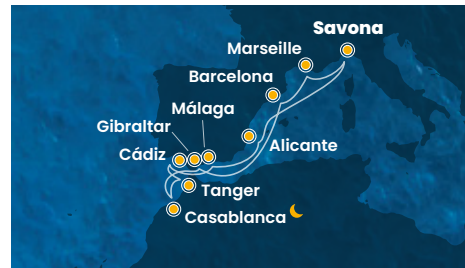 Savona
Marseille
Barcelona
Málaga
Gibraltar
Cádiz
Alicante
Tanger
Casablanca